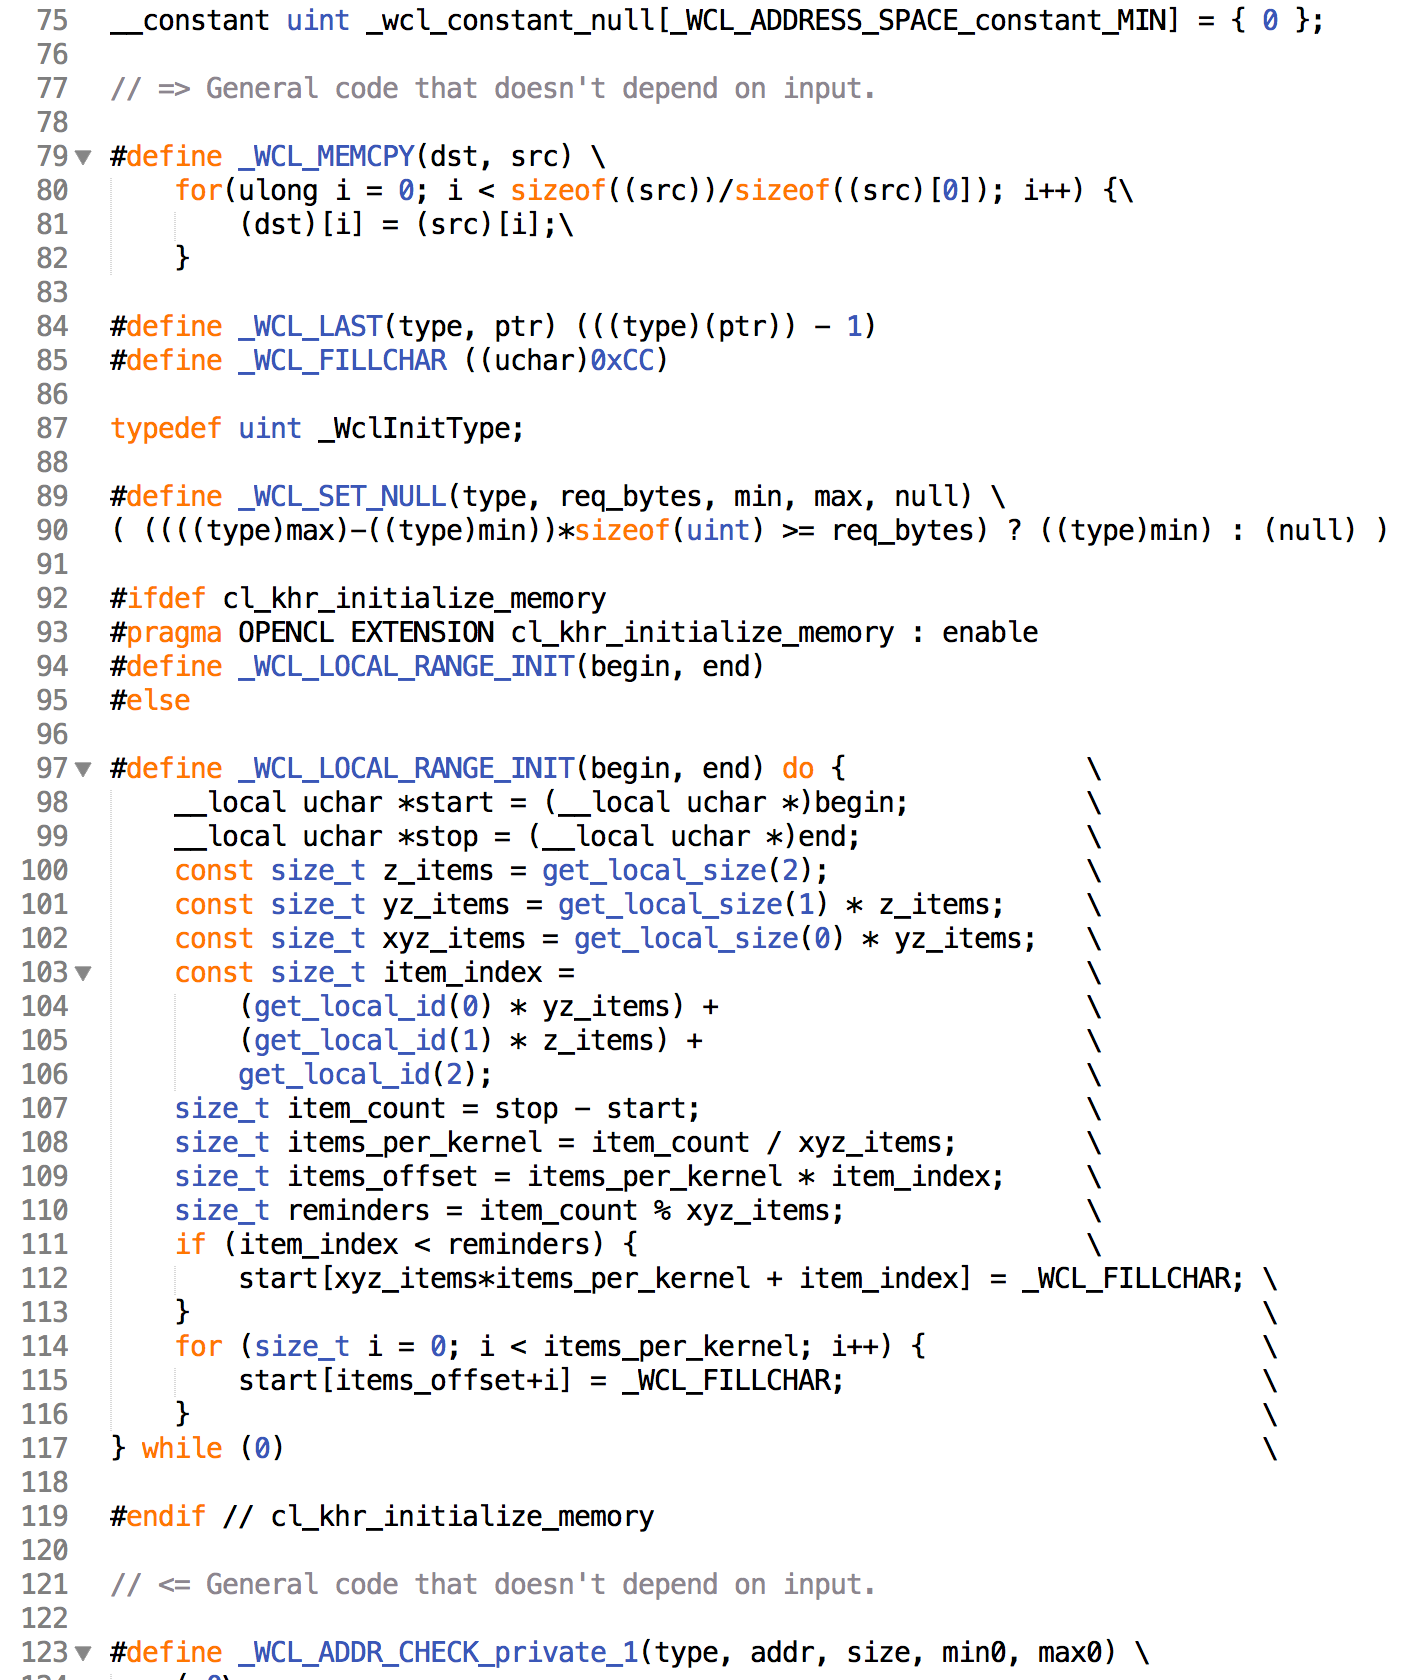 75 __constant uint _wcl_constant_null[_WCL_ADDRESS_SPACE_constant_MIN] = { 0 };
76
77 // => General code that doesn't depend on input.
78
79 #define _WCL_MEMCPY(dst, src) \
80     for(ulong i = 0; i < sizeof((src))/sizeof((src)[0]); i++) {\
81         (dst)[i] = (src)[i];\
82     }
83
84 #define _WCL_LAST(type, ptr) (((type)(ptr)) - 1)
85 #define _WCL_FILLCHAR ((uchar)0xCC)
86
87 typedef uint _WclInitType;
88
89 #define _WCL_SET_NULL(type, req_bytes, min, max, null) \
90 ( ((((type)max)-((type)min))*sizeof(uint) >= req_bytes) ? ((type)min) : (null) )
91
92 #ifdef cl_khr_initialize_memory
93 #pragma OPENCL EXTENSION cl_khr_initialize_memory : enable
94 #define _WCL_LOCAL_RANGE_INIT(begin, end)
95 #else
96
97 #define _WCL_LOCAL_RANGE_INIT(begin, end) do {               \
98     __local uchar *start = (__local uchar *)begin;           \
99     __local uchar *stop = (__local uchar *)end;              \
100     const size_t z_items = get_local_size(2);                \
101     const size_t yz_items = get_local_size(1) * z_items;     \
102     const size_t xyz_items = get_local_size(0) * yz_items;   \
103     const size_t item_index =                                \
104         (get_local_id(0) * yz_items) +                       \
105         (get_local_id(1) * z_items) +                        \
106         get_local_id(2);                                     \
107     size_t item_count = stop - start;                        \
108     size_t items_per_kernel = item_count / xyz_items;        \
109     size_t items_offset = items_per_kernel * item_index;     \
110     size_t reminders = item_count % xyz_items;               \
111     if (item_index < reminders) {                            \
112         start[xyz_items*items_per_kernel + item_index] = _WCL_FILLCHAR; \
113     }                                                                   \
114     for (size_t i = 0; i < items_per_kernel; i++) {                     \
115         start[items_offset+i] = _WCL_FILLCHAR;                          \
116     }                                                                   \
117 } while (0)                                                             \
118
119 #endif // cl_khr_initialize_memory
120
121 // <= General code that doesn't depend on input.
122
123 #define _WCL_ADDR_CHECK_private_1(type, addr, size, min0, max0) \